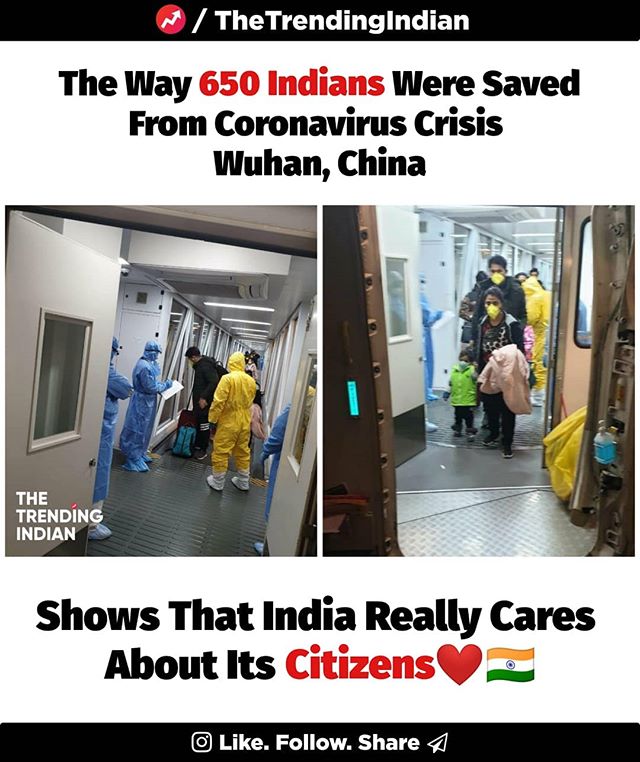 / TheTrendingIndian
The Way 650 Indians Were Saved
From Coronavirus Crisis
Wuhan, China
THE
TRENDING
INDIAN
Shows That India Really Cares
About Its Citizens❤️🇮🇳
Like. Follow. Share